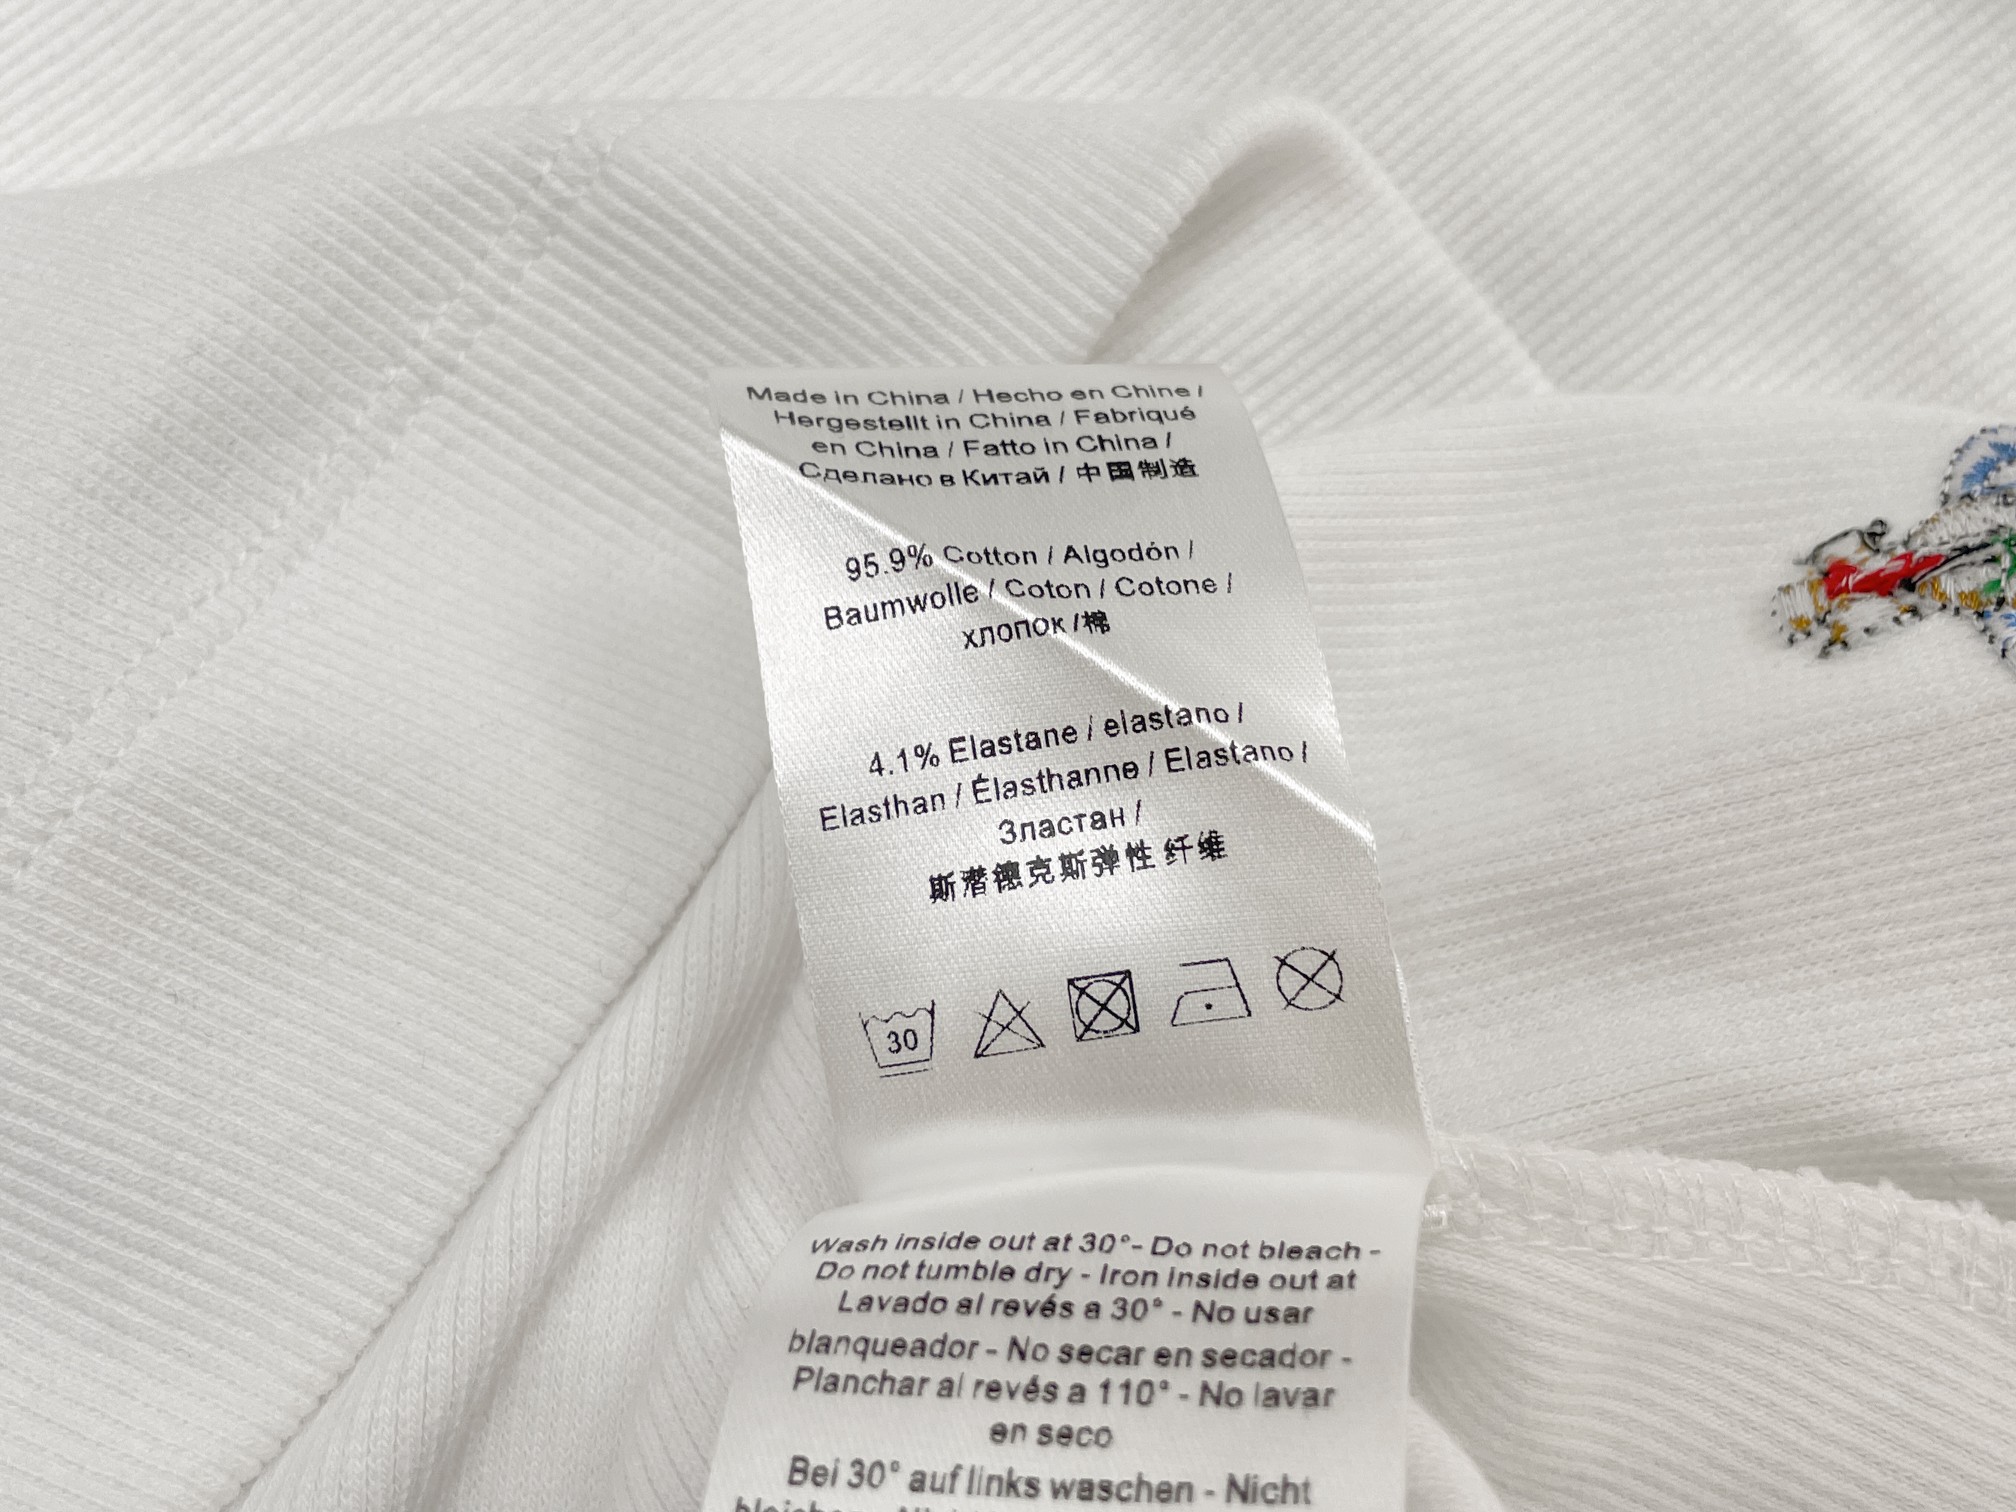 Made in China / Hecho en Chine /
Hergestellt in China / Fabriqué
en China / Fatto in China /
Сделано в Китай / 中国制造
95.9% Cotton / Algodón /
Baumwolle / Coton / Cotone /
хлопок / 棉
4.1% Elastane / elastano /
Elasthan / Élasthanne / Elastano /
Зластан /
斯潜德克斯弹性 纤维
30
Wash inside out at 30°- Do not bleach -
Do not tumble dry - Iron inside out at
Lavado al revés a 30° - No usar
blanqueador - No secar en secador -
Planchar al revés a 110° - No lavar
en seco
Bei 30° auf links waschen - Nicht